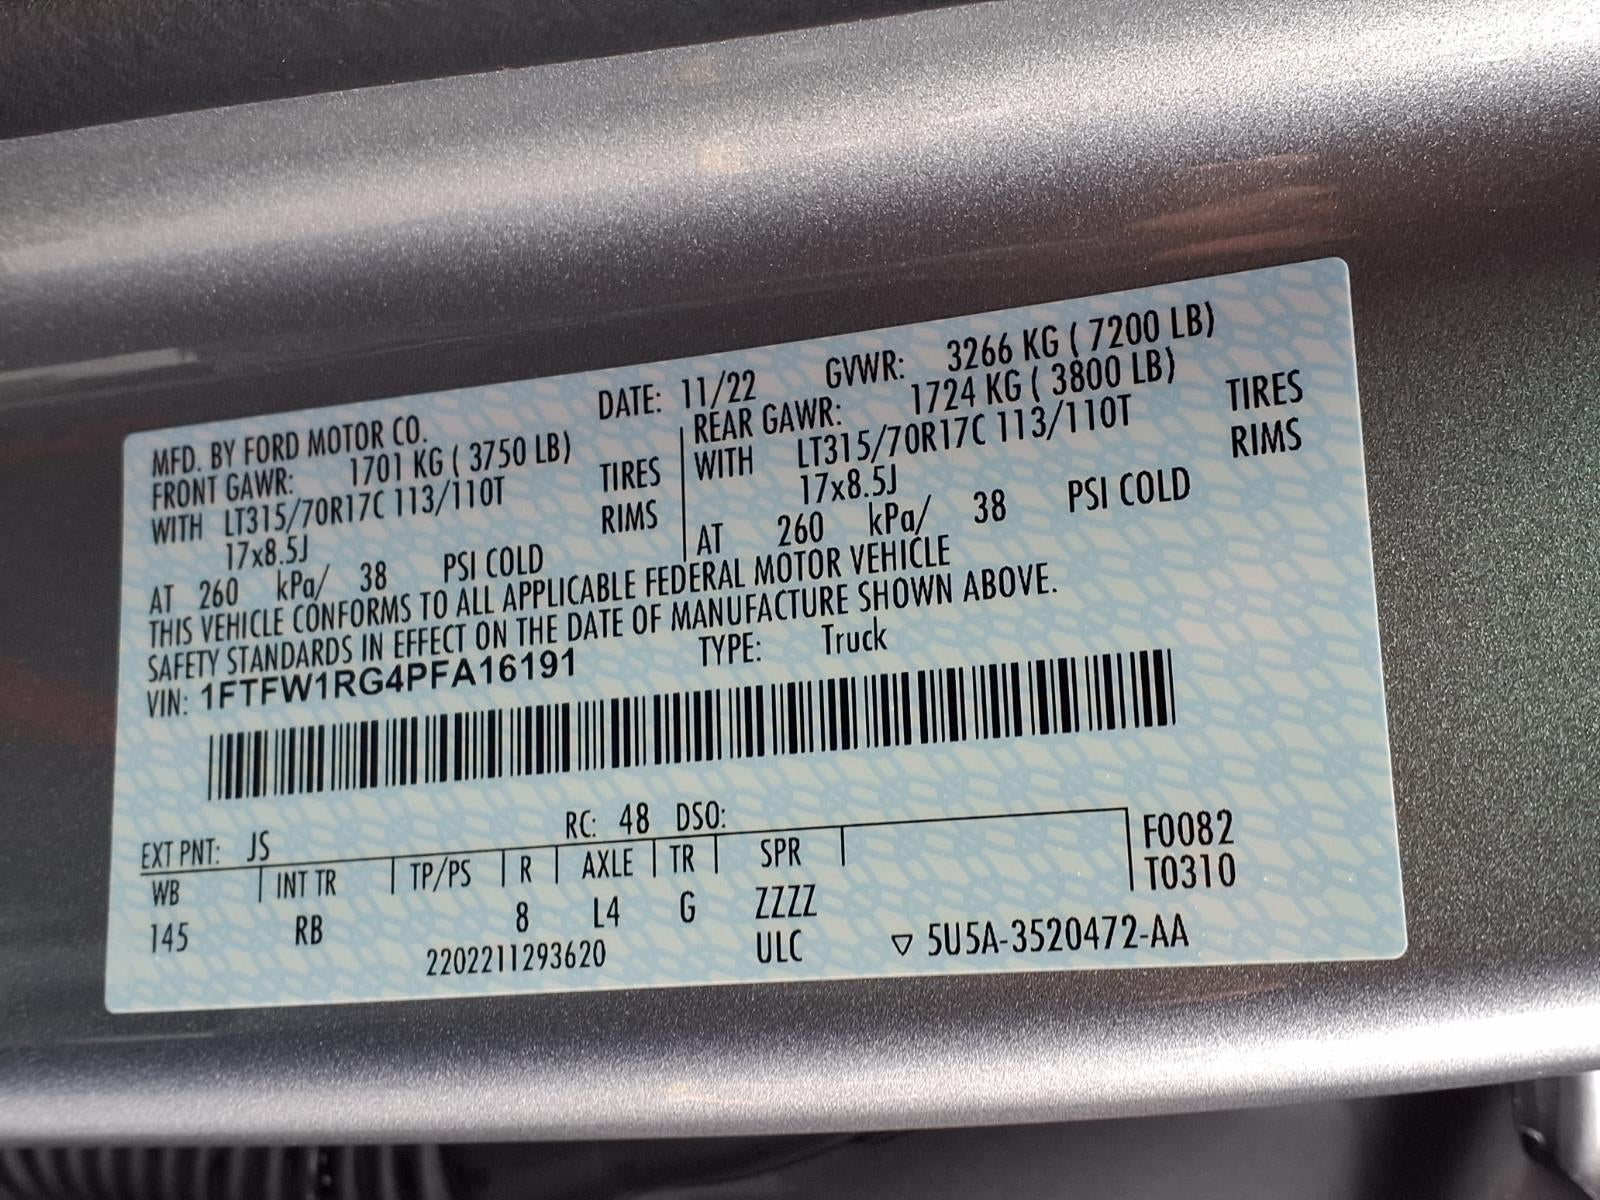 MFD. BY FORD MOTOR CO. DATE: 11/22 GVWR: 3266 KG ( 7200 LB)
FRONT GAWR: 1701 KG ( 3750 LB) REAR GAWR: 1724 KG ( 3800 LB)
WITH LT315/70R17C 113/110T TIRES WITH LT315/70R17C 113/110T TIRES
17x8.5J RIMS 17x8.5J RIMS
AT 260 kPa/ 38 PSI COLD AT 260 kPa/ 38 PSI COLD
THIS VEHICLE CONFORMS TO ALL APPLICABLE FEDERAL MOTOR VEHICLE
SAFETY STANDARDS IN EFFECT ON THE DATE OF MANUFACTURE SHOWN ABOVE.
VIN: 1FTFW1RG4PFA16191 TYPE: Truck
EXT PNT: JS RC: 48 DSO: F0082
WB INT TR TP/PS R AXLE TR SPR T0310
145 RB 8 L4 G ZZZZ
2202211293620 ULC ▽ 5U5A-3520472-AA